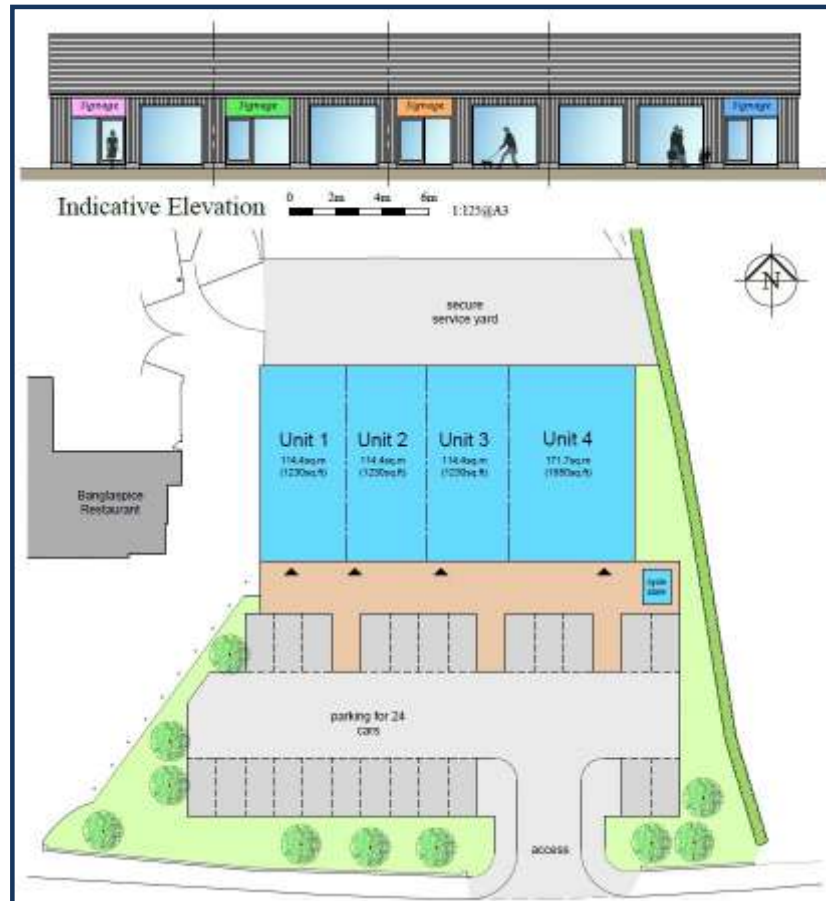 Signage
Signage
Signage
Signage
Indicative Elevation
0 2m 4m 6m
1:125@A3
N
secure
service yard
Unit 1
114.4sq.m
(1230sq.ft)
Unit 2
114.4sq.m
(1230sq.ft)
Unit 3
114.4sq.m
(1230sq.ft)
Unit 4
171.7sq.m
Banglaspice
Restaurant
cycle
store
parking for 24
cars
access